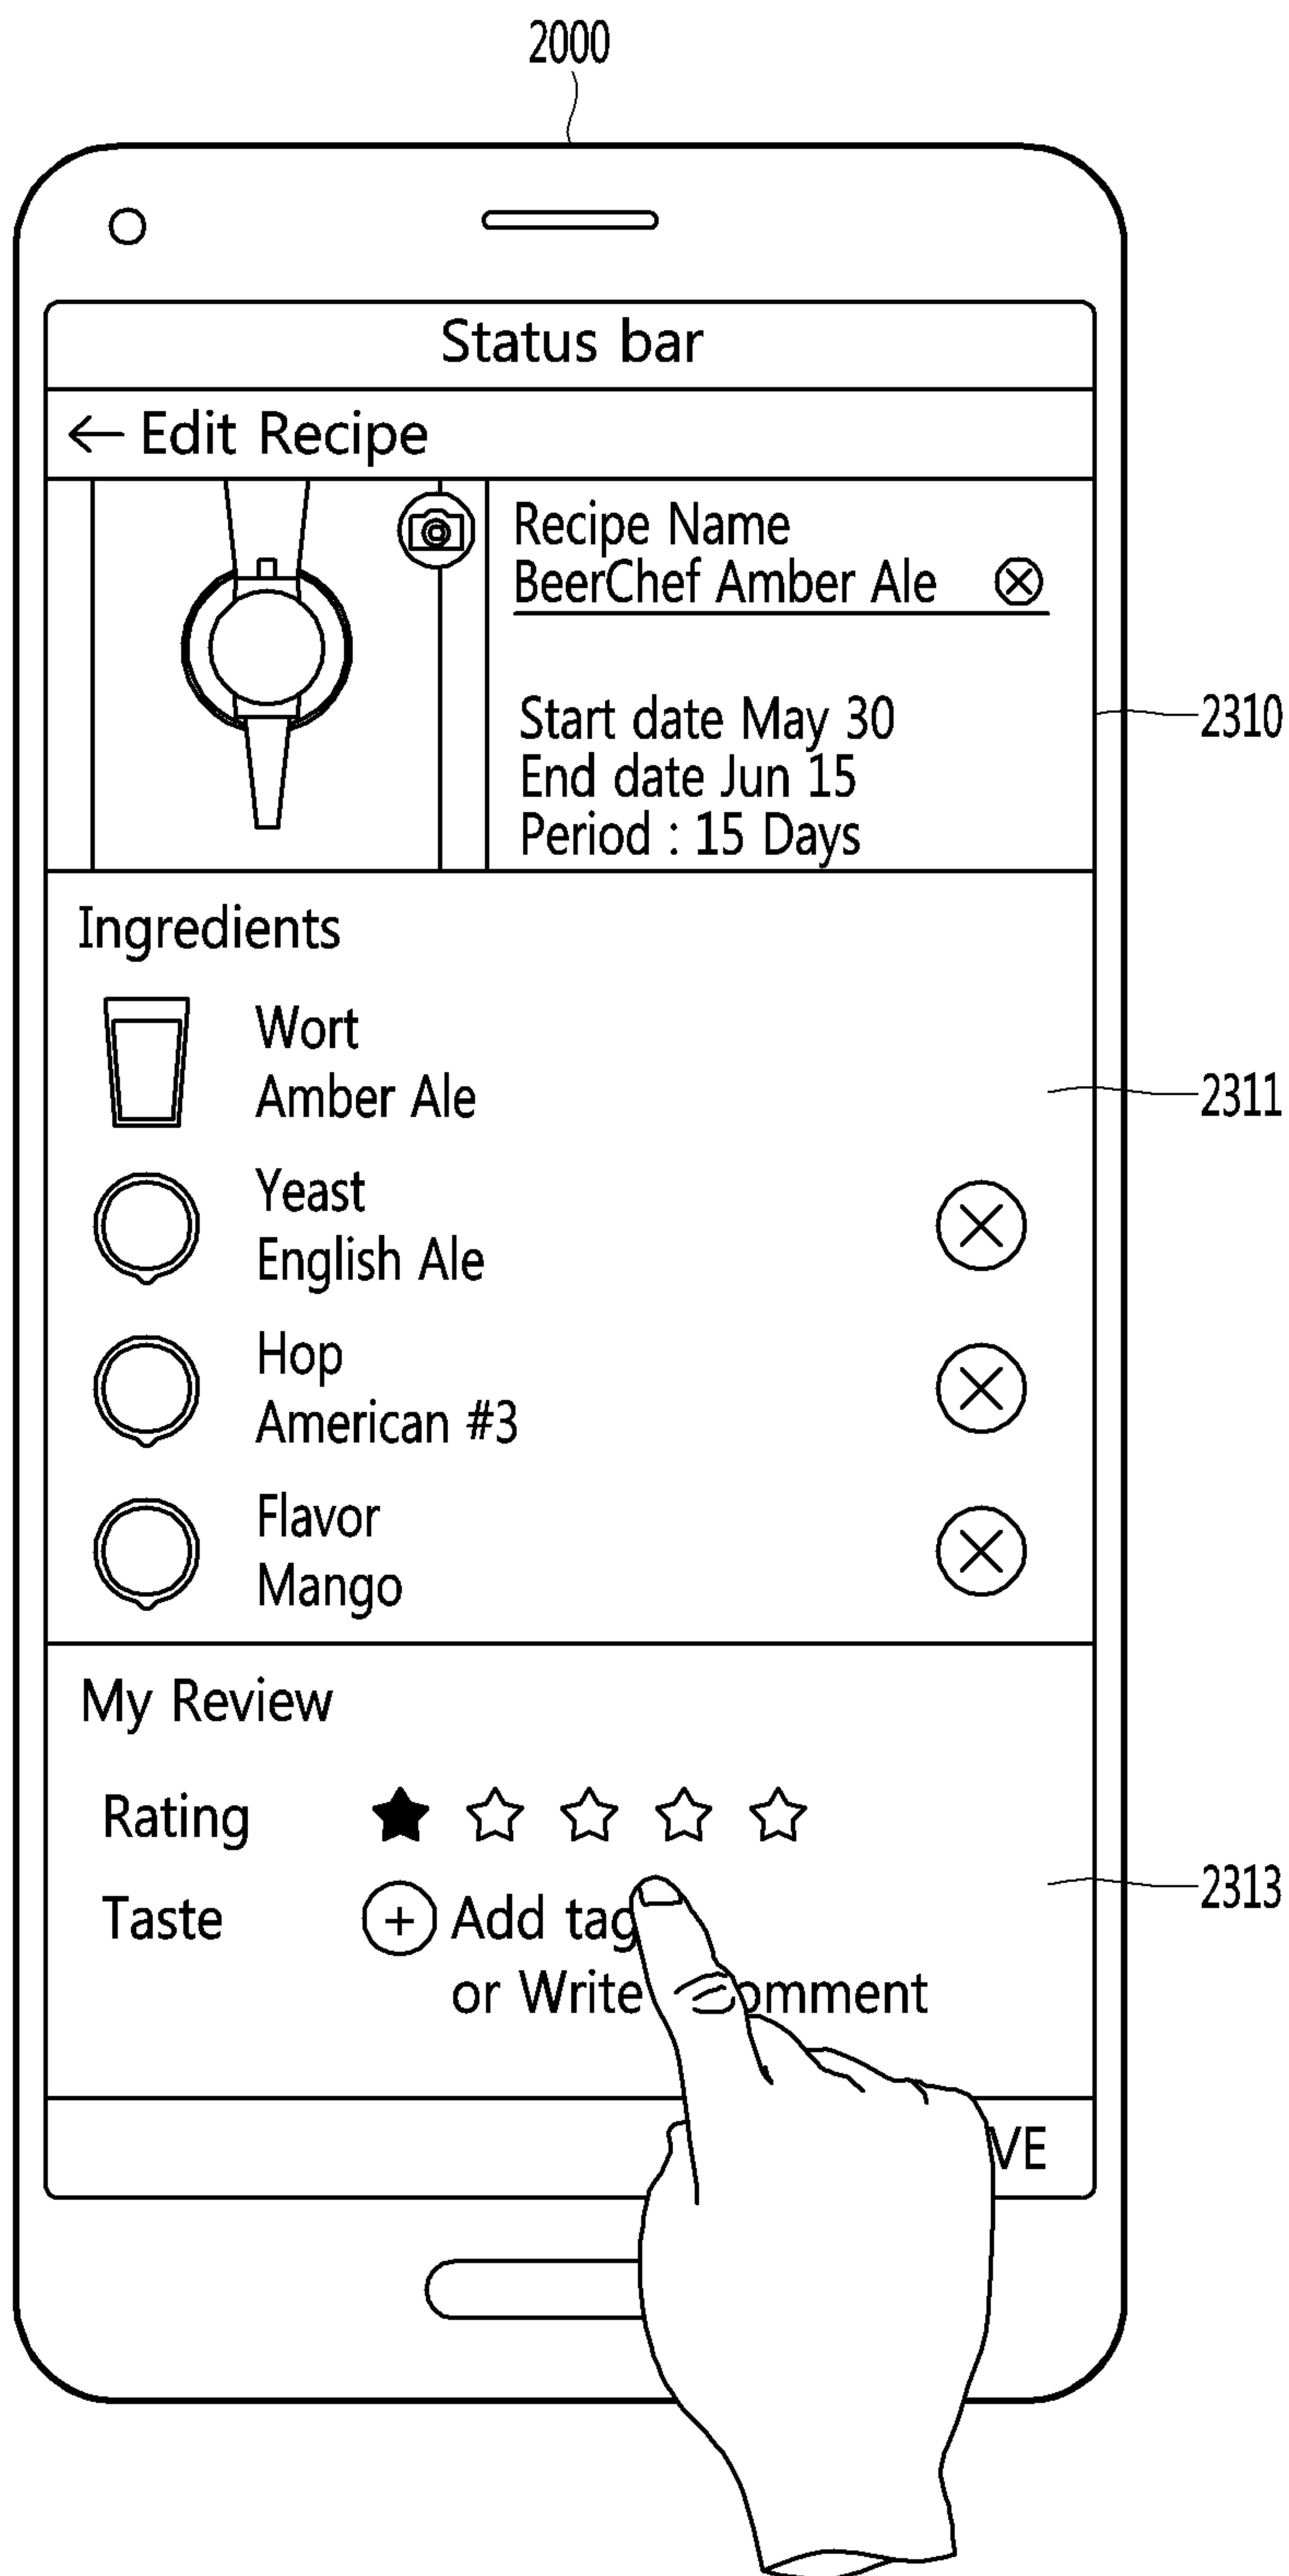 2000
Status bar
← Edit Recipe
Recipe Name
BeerChef Amber Ale
Start date May 30
End date Jun 15
Period : 15 Days
2310
Ingredients
Wort
Amber Ale
2311
Yeast
English Ale
Hop
American #3
Flavor
Mango
My Review
Rating
2313
Taste
+ Add tag
or Write